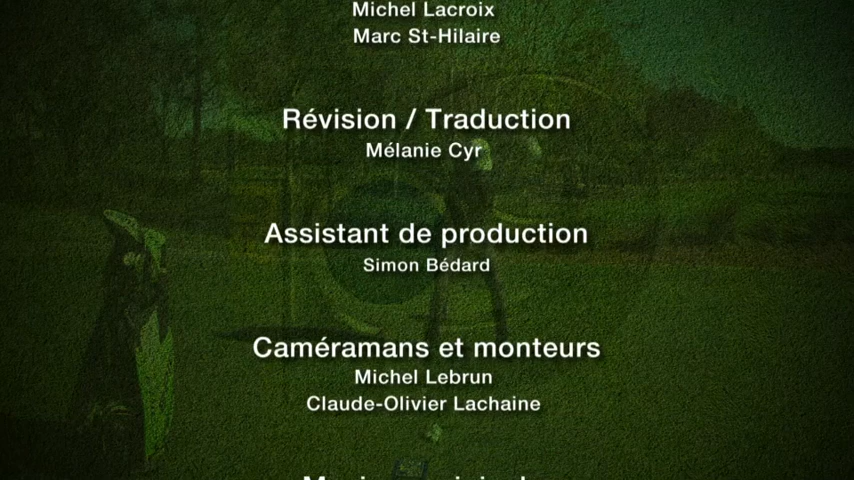 Michel Lacroix
Marc St-Hilaire
Révision / Traduction
Mélanie Cyr
Assistant de production
Simon Bédard
Caméramans et monteurs
Michel Lebrun
Claude-Olivier Lachaine